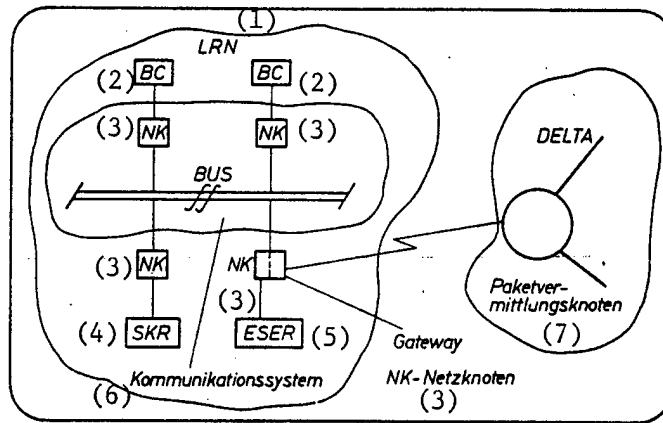 (1)
LRN
(2) BC BC (2)
(3) NK NK (3)
BUS
DELTA
(3) NK NK
(3)
(4) SKR ESER (5)
Gateway
Paketver-
mittlungsknoten
(7)
Kommunikationssystem
(6)
NK-Netzknoten
(3)